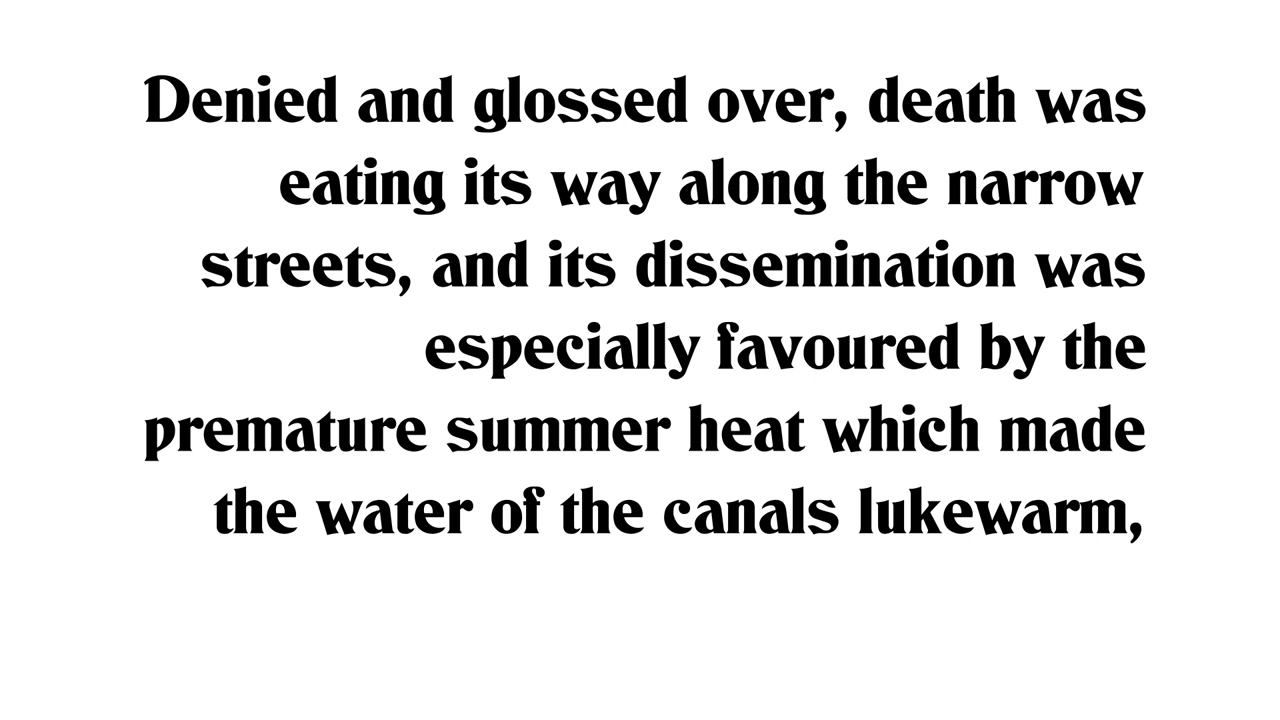 Denied and glossed over, death was
eating its way along the narrow
streets, and its dissemination was
especially favoured by the
premature summer heat which made
the water of the canals lukewarm,